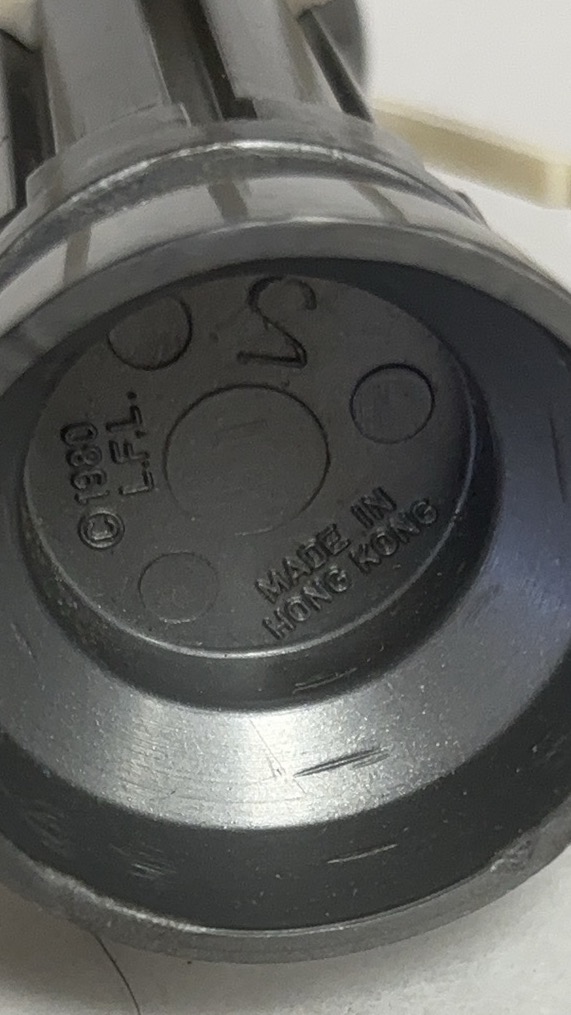 © 1980
L.F.L.
MADE IN
HONG KONG